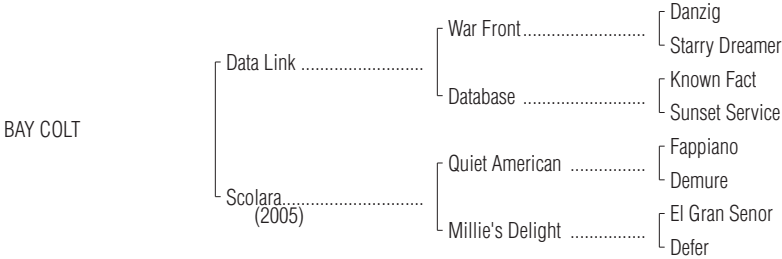 Danzig
War Front..........................
Starry Dreamer
Data Link ..........................
Known Fact
Database ..........................
Sunset Service
BAY COLT
Fappiano
Quiet American ................
Demure
Scolara..............................
(2005)
El Gran Senor
Millie's Delight ................
Defer